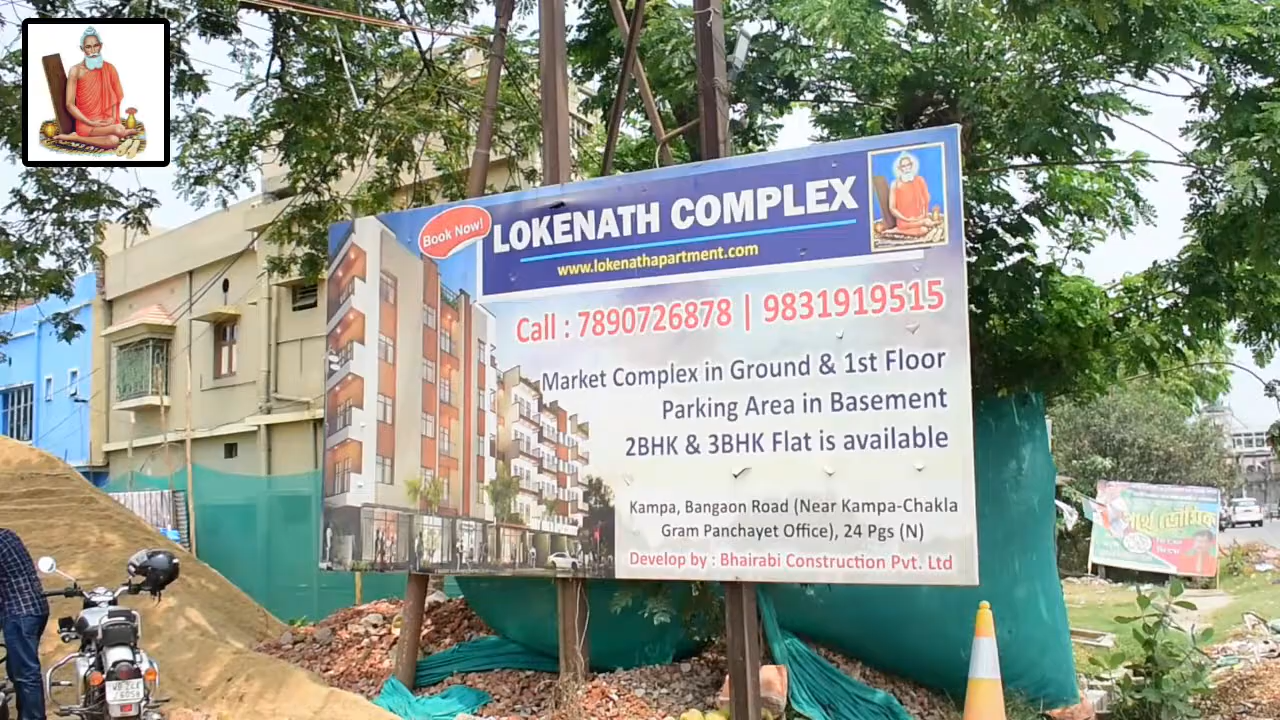 Book Now!
LOKENATH COMPLEX
www.lokenathapartment.com
Call : 7890726878 | 9831919515
Market Complex in Ground & 1st Floor
Parking Area in Basement
2BHK & 3BHK Flat is available
Kampa, Bangaon Road (Near Kampa-Chakla
Gram Panchayet Office), 24 Pgs (N)
Develop by : Bhairabi Construction Pvt. Ltd
পার্থ ভৌমিক